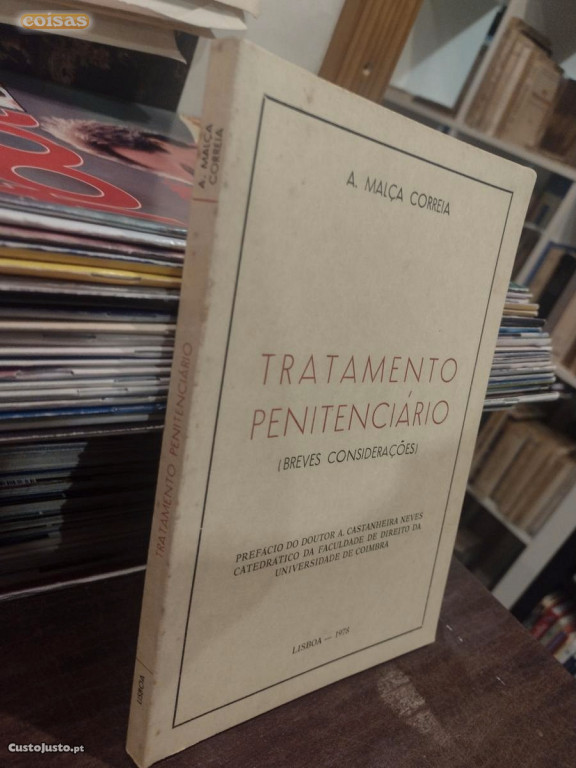 coisas
A. MALÇA CORREIA
TRATAMENTO
PENITENCIÁRIO
(BREVES CONSIDERAÇÕES)
PREFÁCIO DO DOUTOR A. CASTANHEIRA NEVES
CATEDRÁTICO DA FACULDADE DE DIREITO DA
UNIVERSIDADE DE COIMBRA
LISBOA — 1975
A. MALÇA
CORREIA
TRATAMENTO PENITENCIÁRIO
CustoJusto.pt